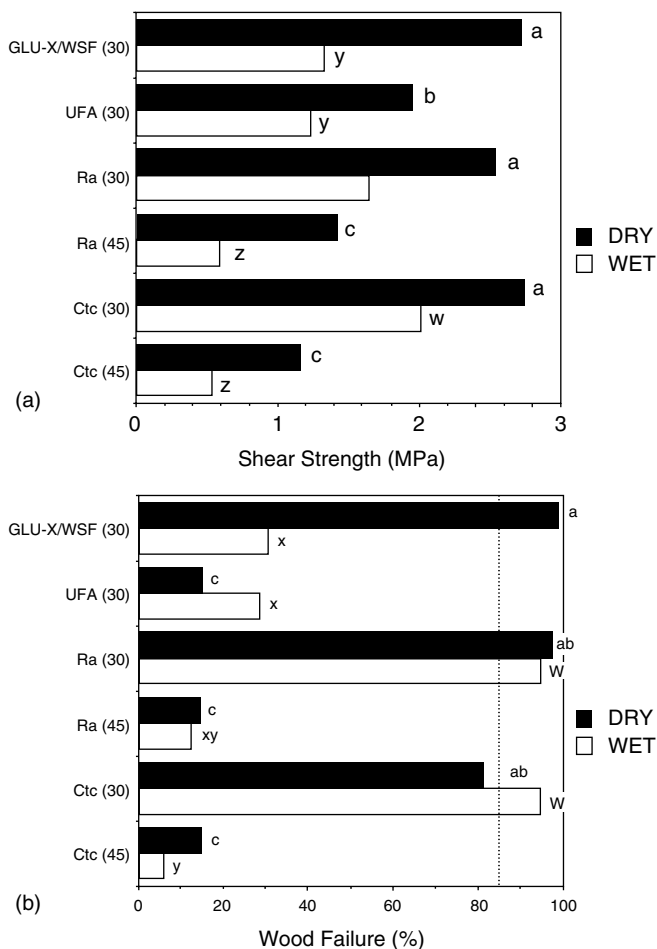 GLU-X/WSF (30)
a
y
UFA (30)
b
y
Ra (30)
a
Ra (45)
c
z
DRY
WET
Ctc (30)
a
w
Ctc (45)
c
z
(a)
0
1
2
3
Shear Strength (MPa)
GLU-X/WSF (30)
a
x
UFA (30)
c
x
Ra (30)
ab
W
Ra (45)
c
xy
DRY
WET
Ctc (30)
ab
W
Ctc (45)
c
y
(b)
0
20
40
60
80
100
Wood Failure (%)